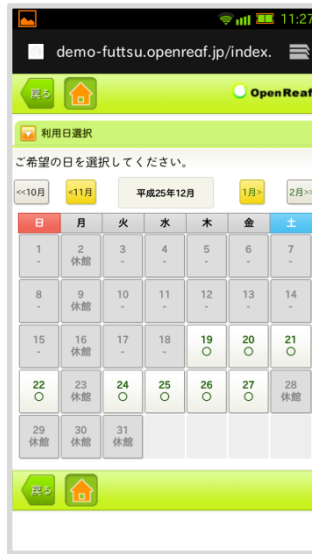 11:27
demo-futtsu.openreaf.jp/index.
戻る OpenReaf
利用日選択
ご希望の日を選択してください。
<<10月 <11月 平成25年12月 1月> 2月>>
日 月 火 水 木 金 土
1 2 3 4 5 6 7
- 休館 - - - - -
8 9 10 11 12 13 14
- 休館 - - - - -
15 16 17 18 19 20 21
- 休館 - - ○ ○ ○
22 23 24 25 26 27 28
○ 休館 ○ ○ ○ ○ 休館
29 30 31
休館 休館 休館
戻る